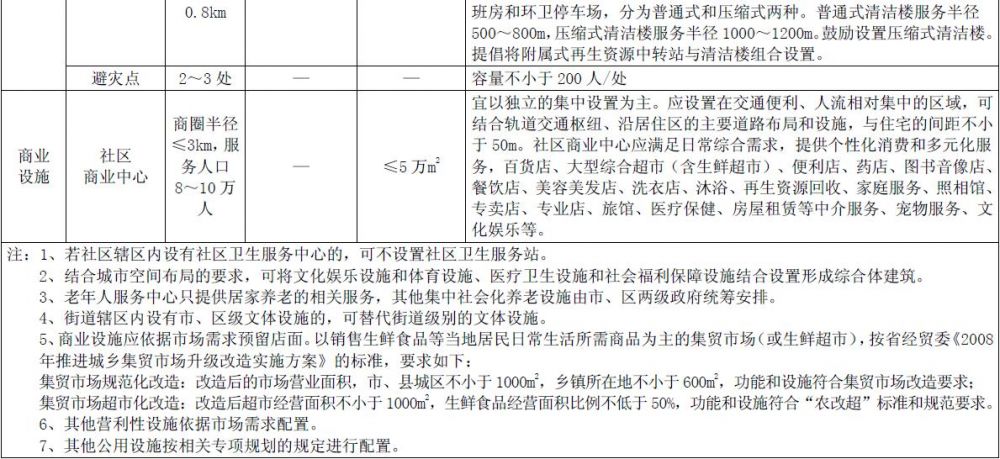 0.8km
班房和环卫停车场，分为普通式和压缩式两种。普通式清洁楼服务半径
500～800m，压缩式清洁楼服务半径1000～1200m。鼓励设置压缩式清洁楼。
提倡将附属式再生资源中转站与清洁楼组合设置。
避灾点 2～3 处 — — 容量不小于 200 人/处
商业
设施
社区
商业中心
商圈半径
≤3km，服
务人口
8～10 万
人
—
≤5 万m²
宜以独立的集中设置为主。应设置在交通便利、人流相对集中的区域，可
结合轨道交通枢纽、沿居住区的主要道路布局和设施，与住宅的间距不小
于 50m。社区商业中心应满足日常综合需求，提供个性化消费和多元化服
务，百货店、大型综合超市（含生鲜超市）、便利店、药店、图书音像店、
餐饮店、美容美发店、洗衣店、沐浴、再生资源回收、家庭服务、照相馆、
专卖店、专业店、旅馆、医疗保健、房屋租赁等中介服务、宠物服务、文
化娱乐等。
注：1、若社区辖区内设有社区卫生服务中心的，可不设置社区卫生服务站。
2、结合城市空间布局的要求，可将文化娱乐设施和体育设施、医疗卫生设施和社会福利保障设施结合设置形成综合体建筑。
3、老年人服务中心只提供居家养老的相关服务，其他集中社会化养老设施由市、区两级政府统筹安排。
4、街道辖区内设有市、区级文体设施的，可替代街道级别的文体设施。
5、商业设施应依据市场需求预留店面。以销售生鲜食品等当地居民日常生活所需商品为主的集贸市场（或生鲜超市），按省经贸委《2008
年推进城乡集贸市场升级改造实施方案》的标准，要求如下：
集贸市场规范化改造：改造后的市场营业面积，市、县城区不小于 1000m²，乡镇所在地不小于 600m²，功能和设施符合集贸市场改造要求；
集贸市场超市化改造：改造后超市经营面积不小于 1000m²，生鲜食品经营面积比例不低于 50%，功能和设施符合“农改超”标准和规范要求。
6、其他营利性设施依据市场需求配置。
7、其他公用设施按相关专项规划的规定进行配置。